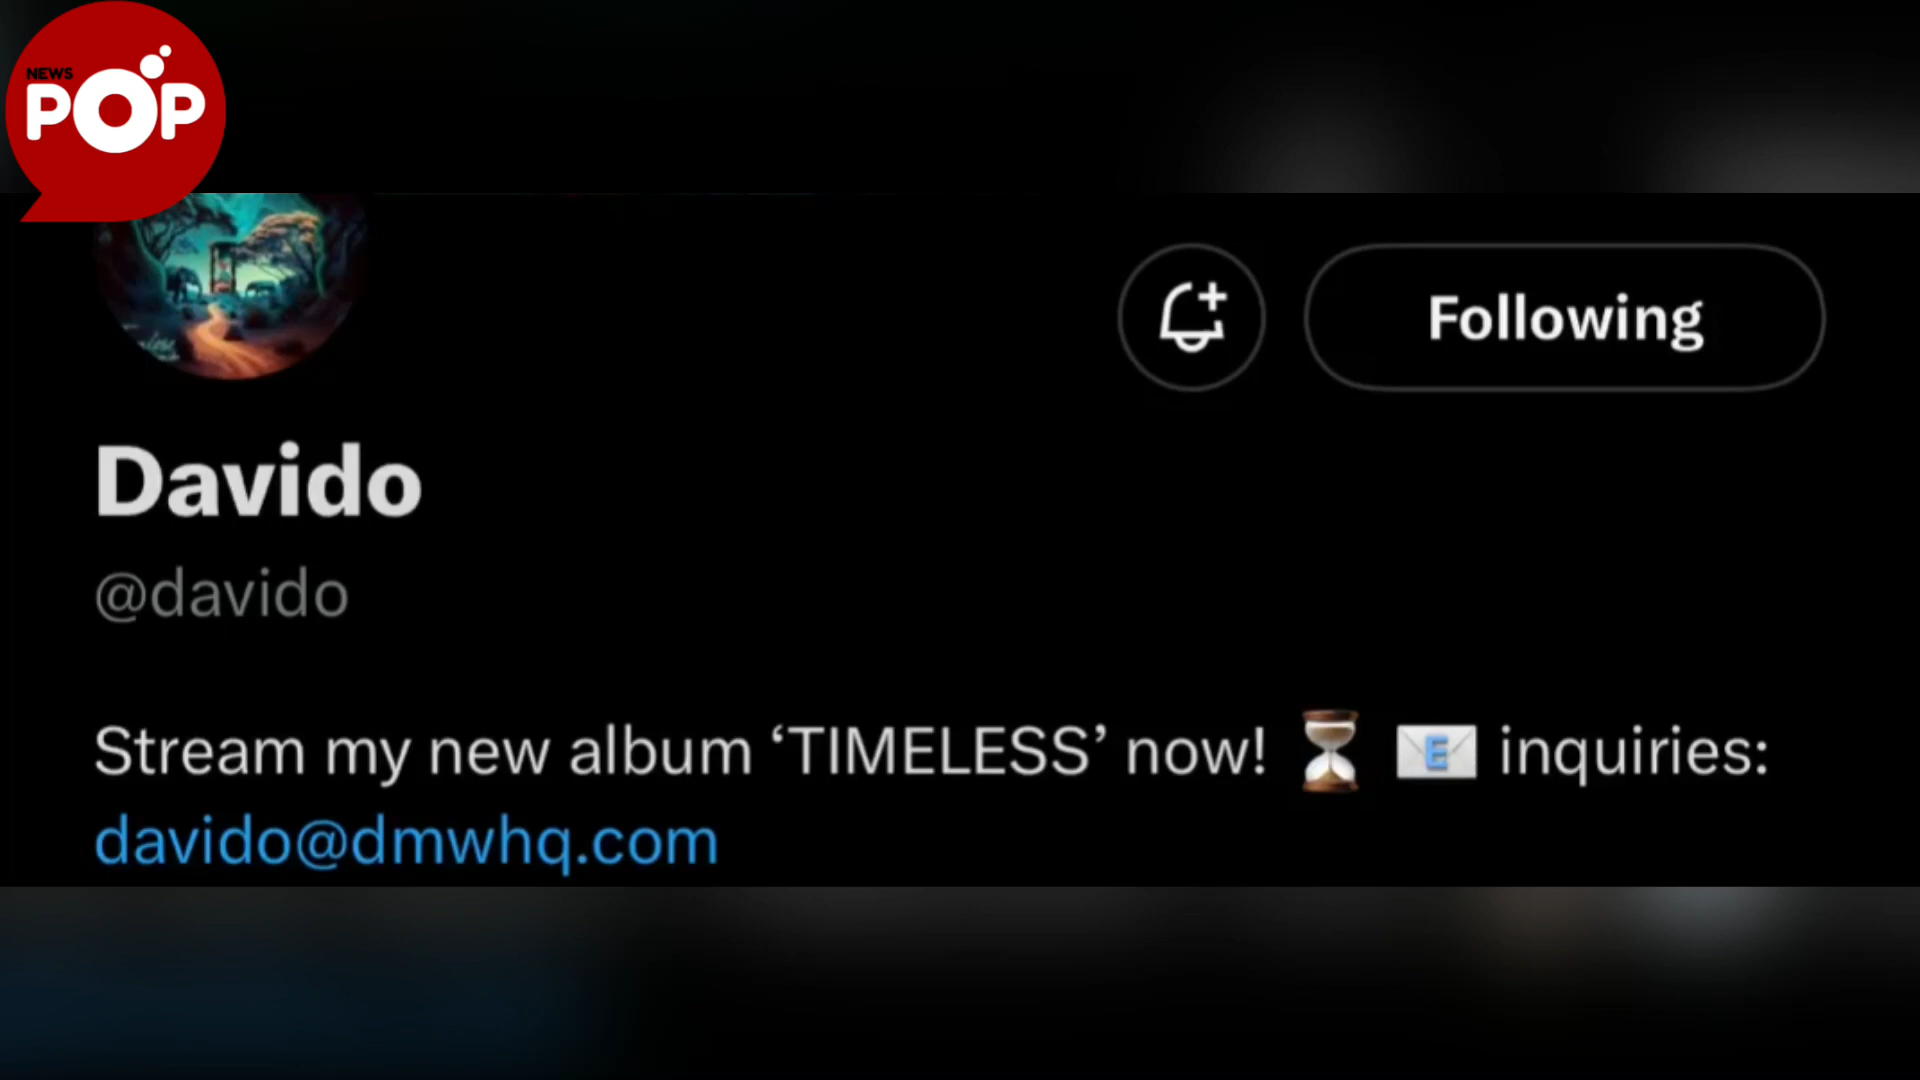 NEWS
POP
Following
Davido
@davido
Stream my new album ‘TIMELESS’ now! ⏳ 📧 inquiries:
davido@dmwhq.com